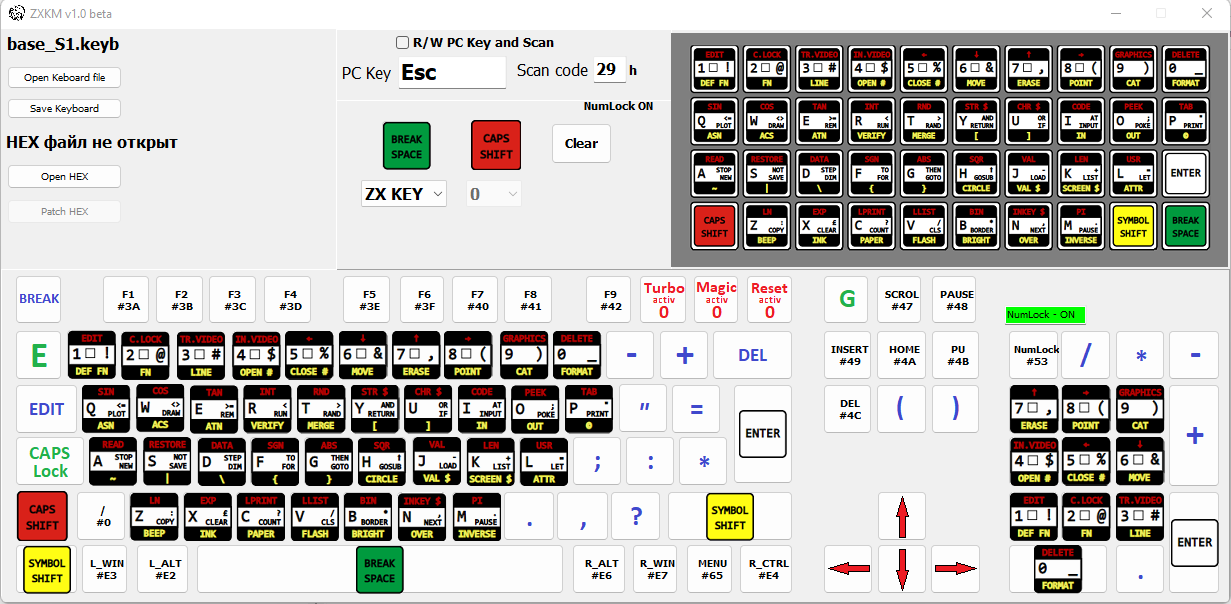 ZXKM v1.0 beta
base_S1.keyb
Open Keboard file
Save Keyboard
HEX файл не открыт
Open HEX
Patch HEX
R/W PC Key and Scan
PC Key Esc Scan code 29 h
NumLock ON
BREAK SPACE CAPS SHIFT Clear
ZX KEY 0
EDIT C.LOCK TR.VIDEO IN.VIDEO ← ↓ ↑ → GRAPHICS DELETE
1 ! 2 @ 3 # 4 $ 5 % 6 & 7 , 8 ( 9 ) 0 _
DEF FN FN LINE OPEN # CLOSE # MOVE ERASE POINT CAT FORMAT
SIN COS TAN INT RND STR $ CHR $ CODE PEEK TAB
Q <= PLOT W <> DRAW E >= REM R < RUN T > RAND Y AND RETURN U OR IF I AT INPUT O ; POKE P " PRINT
ASN ACS ATN VERIFY MERGE [ ] IN OUT ©
READ RESTORE DATA SGN ABS SQR VAL LEN USR
A STOP NEW S NOT SAVE D STEP DIM F TO FOR G THEN GOTO H ↑ GOSUB J - LOAD K + LIST L = LET ENTER
~ | \ { } CIRCLE VAL $ SCREEN $ ATTR
LN EXP LPRINT LLIST BIN INKEY $ PI
CAPS SHIFT Z : COPY X £ CLEAR C ? COUNT V / CLS B * BORDER N , NEXT M . PAUSE SYMBOL SHIFT BREAK SPACE
BEEP INK PAPER FLASH BRIGHT OVER INVERSE
BREAK F1 #3A F2 #3B F3 #3C F4 #3D F5 #3E F6 #3F F7 #40 F8 #41 F9 #42 Turbo activ 0 Magic activ 0 Reset activ 0 G SCROL #47 PAUSE #48
NumLock - ON
EDIT C.LOCK TR.VIDEO IN.VIDEO ← ↓ ↑ → GRAPHICS DELETE
E 1 ! 2 @ 3 # 4 $ 5 % 6 & 7 , 8 ( 9 ) 0 _ - + DEL INSERT #49 HOME #4A PU #4B NumLock #53 / * -
DEF FN FN LINE OPEN # CLOSE # MOVE ERASE POINT CAT FORMAT
SIN COS TAN INT RND STR $ CHR $ CODE PEEK TAB ↑ → GRAPHICS
EDIT Q <= PLOT W <> DRAW E >= REM R < RUN T > RAND Y AND RETURN U OR IF I AT INPUT O ; POKE P " PRINT " = DEL #4C ( ) 7 , 8 ( 9 )
ASN ACS ATN VERIFY MERGE [ ] IN OUT © ENTER ERASE POINT CAT +
READ RESTORE DATA SGN ABS SQR VAL LEN USR IN.VIDEO ← ↓
CAPS Lock A STOP NEW S NOT SAVE D STEP DIM F TO FOR G THEN GOTO H ↑ GOSUB J - LOAD K + LIST L = LET ; : * 4 $ 5 % 6 &
~ | \ { } CIRCLE VAL $ SCREEN $ ATTR OPEN # CLOSE # MOVE
LN EXP LPRINT LLIST BIN INKEY $ PI EDIT C.LOCK TR.VIDEO
CAPS SHIFT / #0 Z : COPY X £ CLEAR C ? COUNT V / CLS B * BORDER N , NEXT M . PAUSE . , ? SYMBOL SHIFT 1 ! 2 @ 3 #
BEEP INK PAPER FLASH BRIGHT OVER INVERSE DEF FN FN LINE ENTER
SYMBOL SHIFT L_WIN #E3 L_ALT #E2 BREAK SPACE R_ALT #E6 R_WIN #E7 MENU #65 R_CTRL #E4 DELETE 0 _ FORMAT .